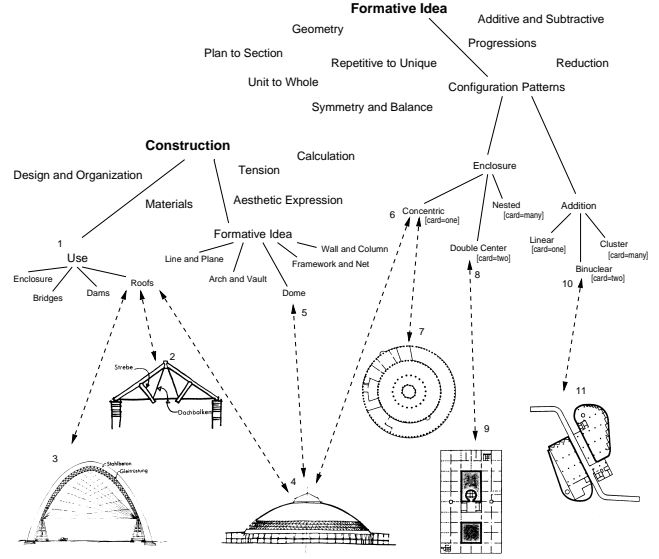 Formative Idea
Additive and Subtractive
Geometry
Progressions
Plan to Section
Repetitive to Unique
Reduction
Unit to Whole
Configuration Patterns
Symmetry and Balance
Construction
Calculation
Enclosure
Tension
Design and Organization
Aesthetic Expression
Materials
Nested
[card=many]
Addition
6
Concentric
[card=one]
Formative Idea
1
Use
Wall and Column
Double Center
[card=two]
Linear
[card=one]
Cluster
[card=many]
Line and Plane
Framework and Net
Binuclear
[card=two]
Enclosure
Roofs
Arch and Vault
8
10
Bridges
Dams
Dome
5
7
2
Strebe
Dachbalken
11
9
3
Stahlbeton
Gleinüstung
4